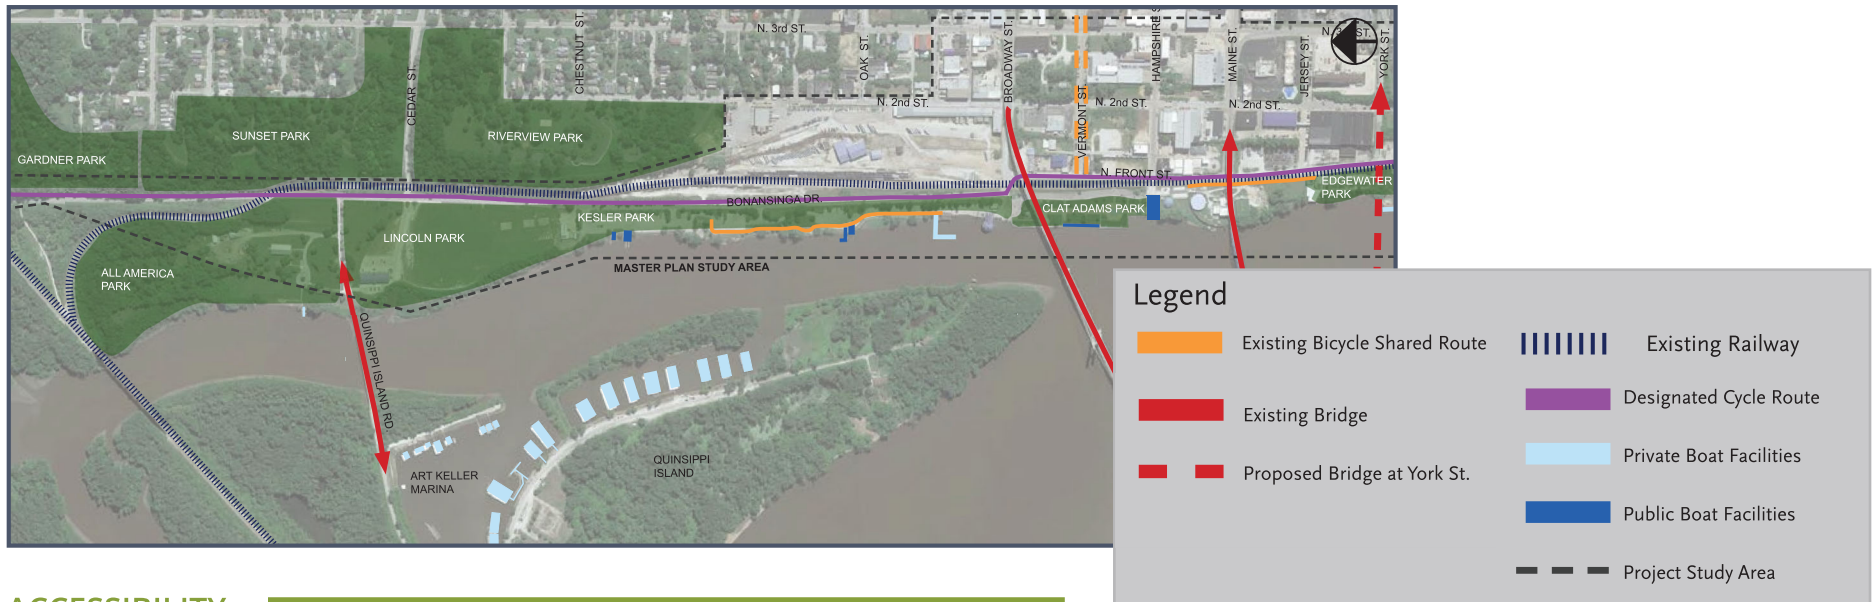 N. 3rd ST.
CHESTNUT ST.
OAK ST.
BROADWAY ST.
HAMPSHIRE
MAINE ST.
JERSEY ST.
YORK ST.
CEDAR ST.
VERMONT ST.
N. 2nd ST.
N. 2nd ST.
N. 2nd ST.
SUNSET PARK
RIVERVIEW PARK
GARDNER PARK
N. FRONT ST.
EDGEWATER
PARK
BONANSINGA DR.
KESLER PARK
CLAT ADAMS PARK
LINCOLN PARK
ALL AMERICA
PARK
MASTER PLAN STUDY AREA
QUINSIPPI ISLAND RD.
QUINSIPPI
ISLAND
ART KELLER
MARINA
Legend
Existing Bicycle Shared Route
Existing Bridge
Proposed Bridge at York St.
Existing Railway
Designated Cycle Route
Private Boat Facilities
Public Boat Facilities
Project Study Area
ACCESSIBILITY